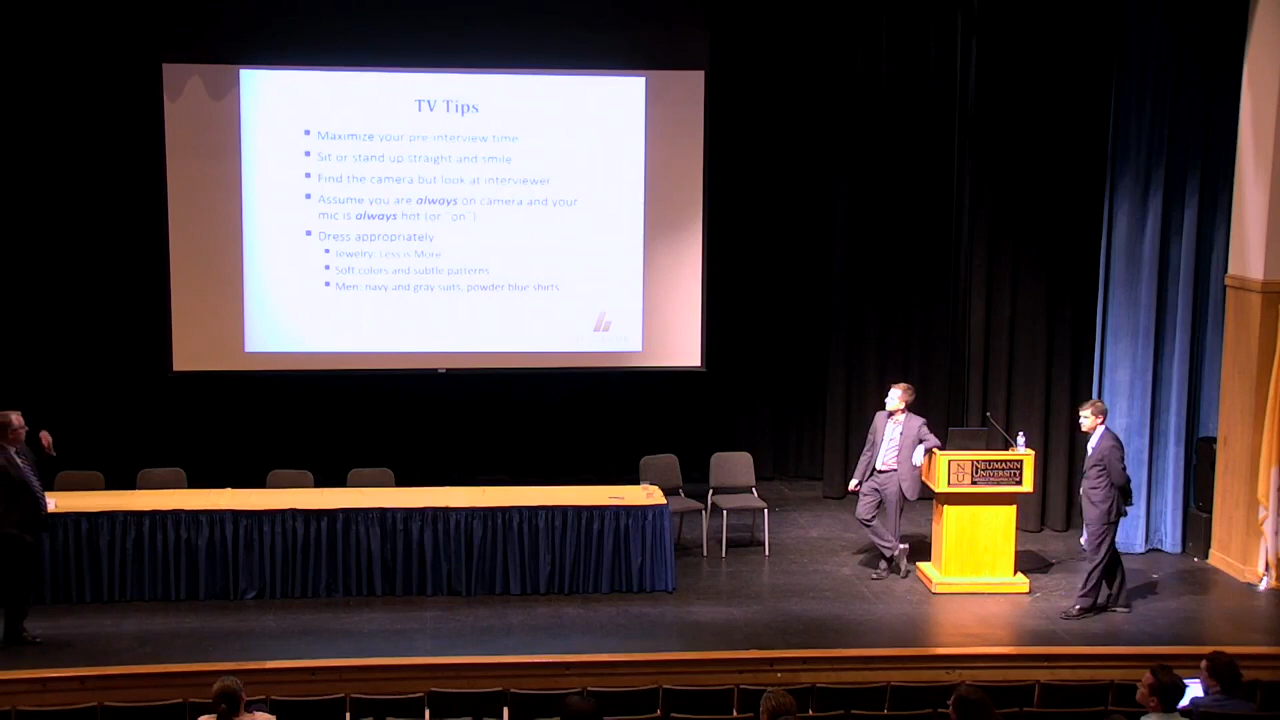 TV Tips
Maximize your pre-interview time
Sit or stand up straight and smile
Find the camera but look at interviewer
Assume you are always on camera and your
mic is always hot (or "on")
Dress appropriately
Jewelry: Less is More
Soft colors and subtle patterns
Men: navy and gray suits, powder blue shirts
N
U
NEUMANN
UNIVERSITY